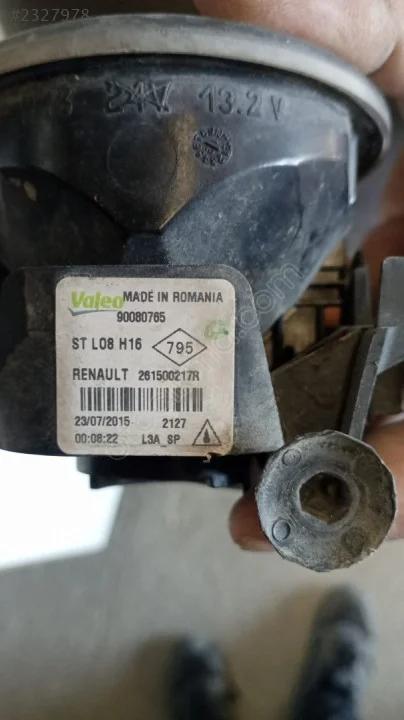 #2327978
24V 13.2V
Valeo MADE IN ROMANIA
90080765
ST L08 H16 795
RENAULT 261500217R
23/07/2015 2127
00:08:22 L3A_SP